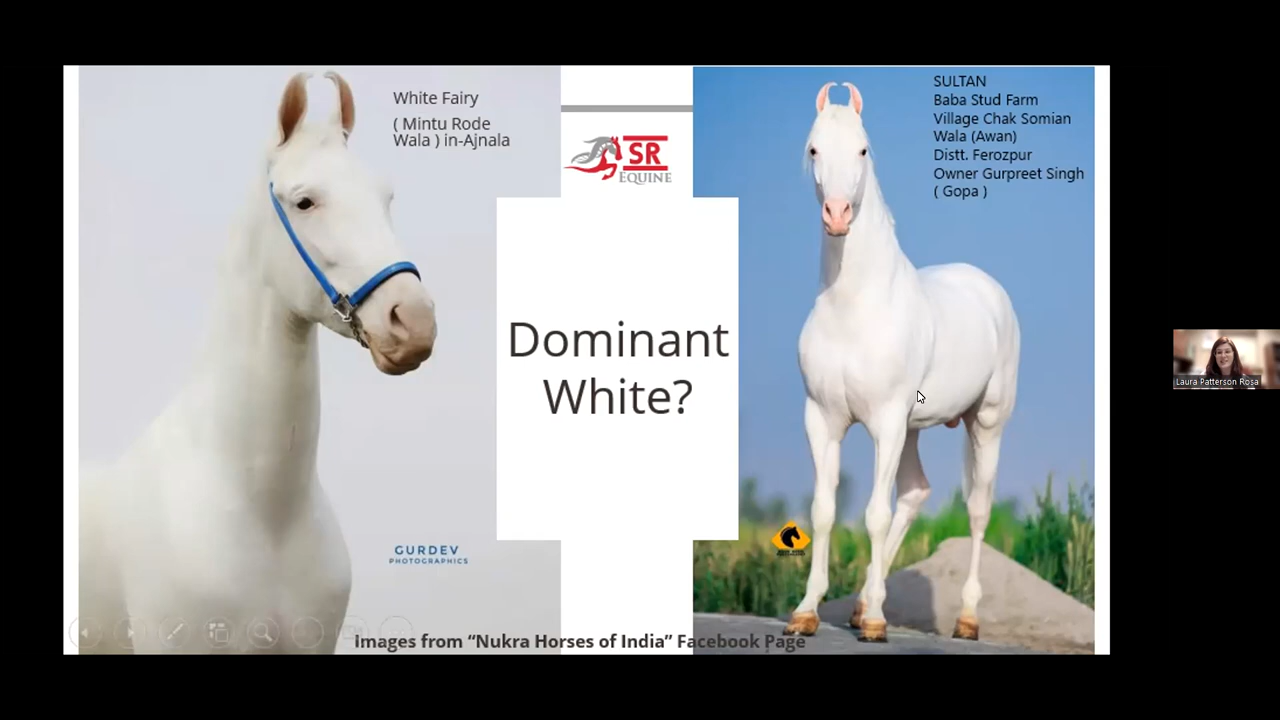 White Fairy
( Mintu Rode
Wala ) in-Ajnala
SR
EQUINE
SULTAN
Baba Stud Farm
Village Chak Somian
Wala (Awan)
Distt. Ferozpur
Owner Gurpreet Singh
( Gopa )
Dominant
White?
GURDEV
PHOTOGRAPHICS
Images from “Nukra Horses of India” Facebook Page
Laura Patterson Rosa